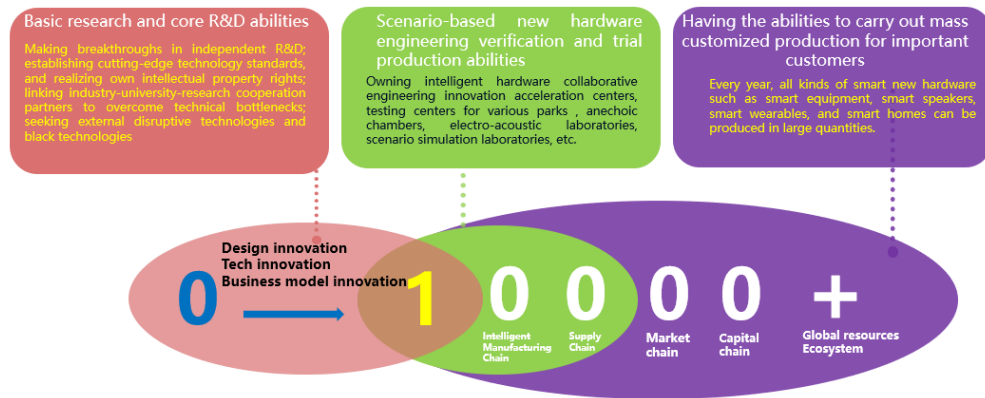 Basic research and core R&D abilities
Making breakthroughs in independent R&D;
establishing cutting-edge technology standards,
and realizing own intellectual property rights;
linking industry-university-research cooperation
partners to overcome technical bottlenecks;
seeking external disruptive technologies and
black technologies
Scenario-based new hardware
engineering verification and trial
production abilities
Owning intelligent hardware collaborative
engineering innovation acceleration centers,
testing centers for various parks , anechoic
chambers, electro-acoustic laboratories,
scenario simulation laboratories, etc.
Having the abilities to carry out mass
customized production for important
customers
Every year, all kinds of smart new hardware
such as smart equipment, smart speakers,
smart wearables, and smart homes can be
produced in large quantities.
Design innovation
Tech innovation
Business model innovation
0 1 0 0 0 0 +
Intelligent
Manufacturing
Chain
Supply
Chain
Market
chain
Capital
chain
Global resources
Ecosystem